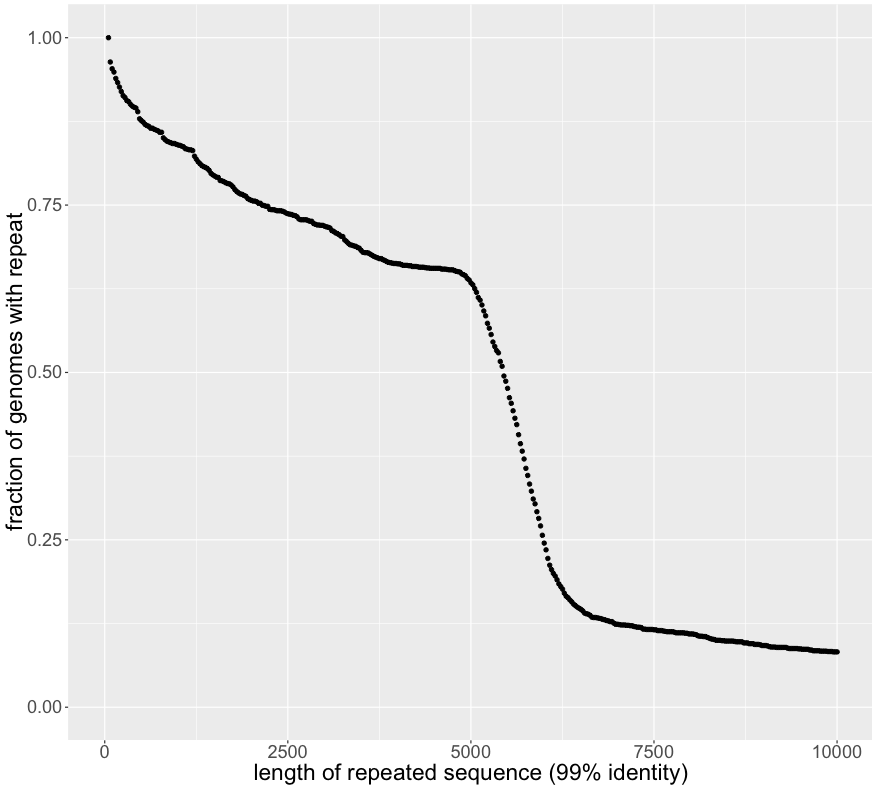 fraction of genomes with repeat
1.00
0.75
0.50
0.25
0.00
0 2500 5000 7500 10000
length of repeated sequence (99% identity)